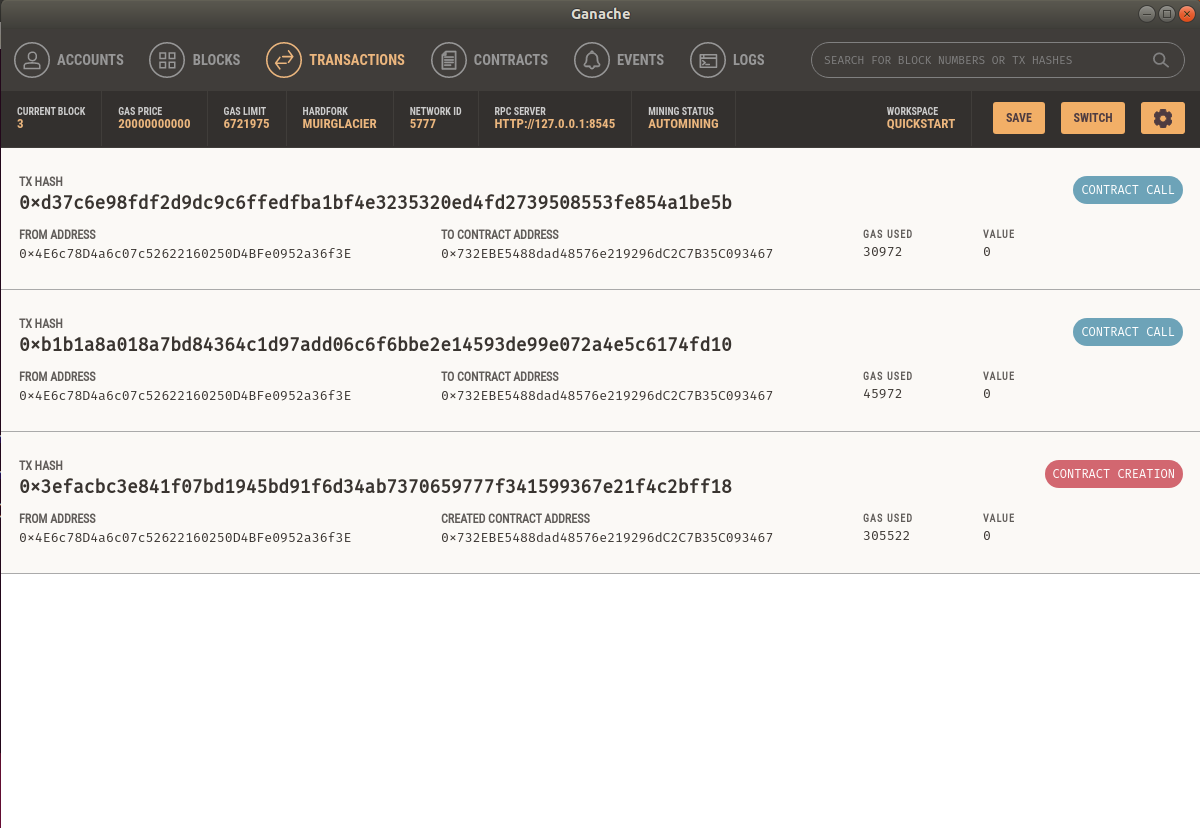 Ganache
ACCOUNTS BLOCKS TRANSACTIONS CONTRACTS EVENTS LOGS SEARCH FOR BLOCK NUMBERS OR TX HASHES
CURRENT BLOCK GAS PRICE GAS LIMIT HARDFORK NETWORK ID RPC SERVER MINING STATUS WORKSPACE
3 20000000000 6721975 MUIRGLACIER 5777 HTTP://127.0.0.1:8545 AUTOMINING QUICKSTART SAVE SWITCH
TX HASH
0×d37c6e98fdf2d9dc9c6ffedfba1bf4e3235320ed4fd2739508553fe854a1be5b CONTRACT CALL
FROM ADDRESS TO CONTRACT ADDRESS GAS USED VALUE
0×4E6c78D4a6c07c52622160250D4BFe0952a36f3E 0×732EBE5488dad48576e219296dC2C7B35C093467 30972 0
TX HASH
0×b1b1a8a018a7bd84364c1d97add06c6f6bbe2e14593de99e072a4e5c6174fd10 CONTRACT CALL
FROM ADDRESS TO CONTRACT ADDRESS GAS USED VALUE
0×4E6c78D4a6c07c52622160250D4BFe0952a36f3E 0×732EBE5488dad48576e219296dC2C7B35C093467 45972 0
TX HASH
0×3efacbc3e841f07bd1945bd91f6d34ab7370659777f341599367e21f4c2bff18 CONTRACT CREATION
FROM ADDRESS CREATED CONTRACT ADDRESS GAS USED VALUE
0×4E6c78D4a6c07c52622160250D4BFe0952a36f3E 0×732EBE5488dad48576e219296dC2C7B35C093467 305522 0